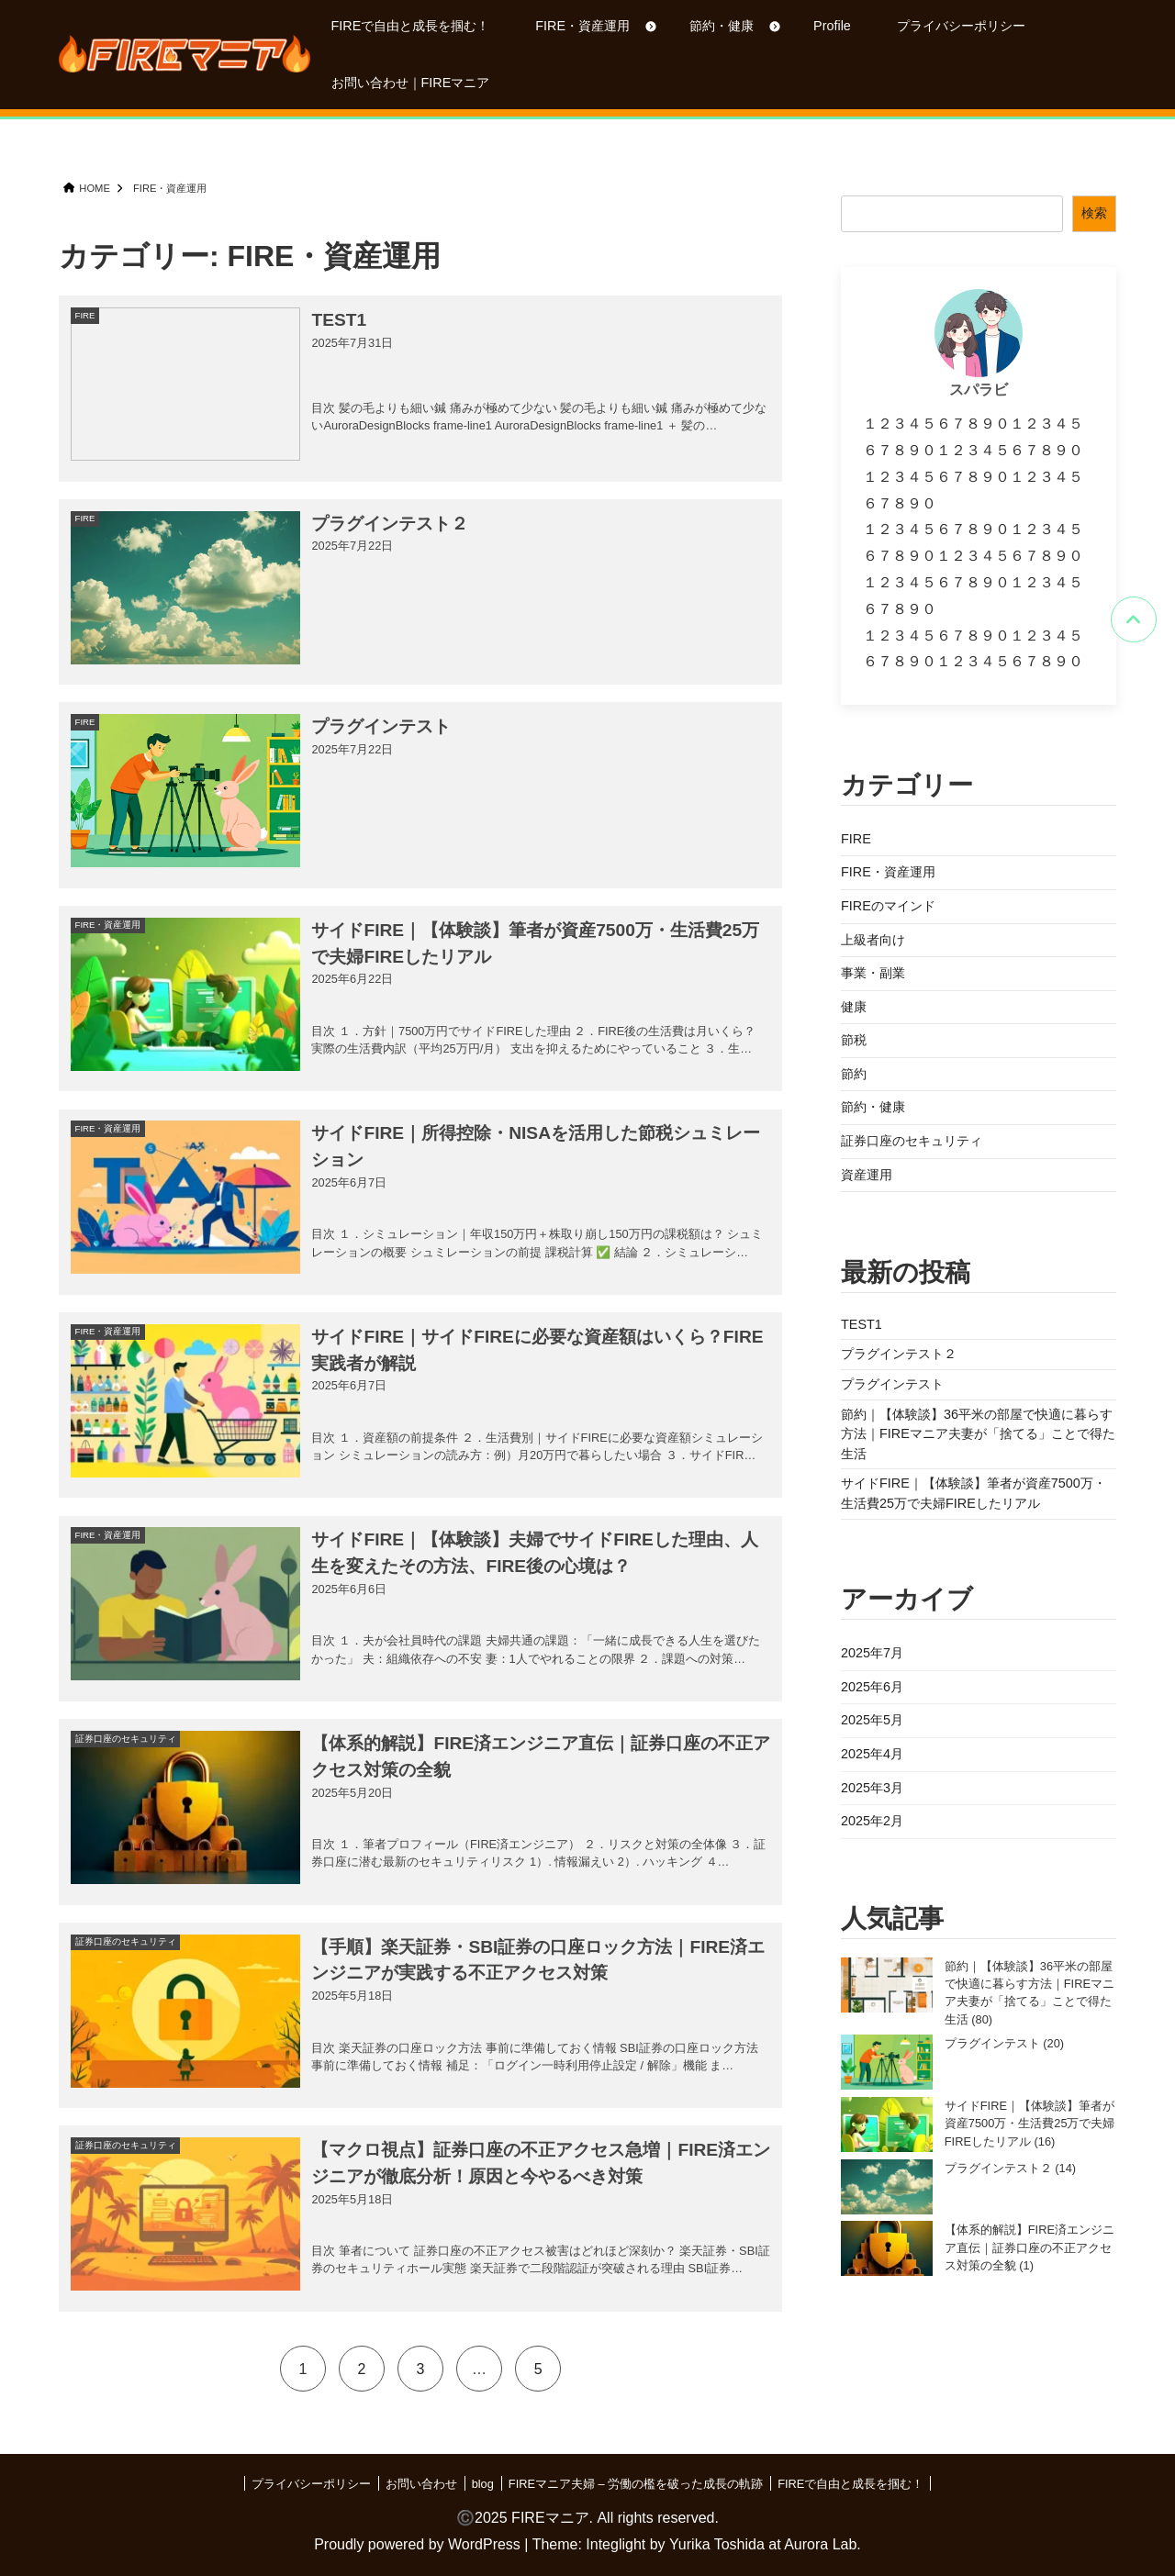 FIREマニア
FIREで自由と成長を掴む！
FIRE・資産運用
節約・健康
Profile
プライバシーポリシー
お問い合わせ｜FIREマニア
HOME
FIRE・資産運用
カテゴリー: FIRE・資産運用
FIRE
TEST1
2025年7月31日
目次 髪の毛よりも細い鍼 痛みが極めて少ない 髪の毛よりも細い鍼 痛みが極めて少な
いAuroraDesignBlocks frame-line1 AuroraDesignBlocks frame-line1 ＋ 髪の…
FIRE
プラグインテスト２
2025年7月22日
FIRE
プラグインテスト
2025年7月22日
FIRE・資産運用
サイドFIRE｜【体験談】筆者が資産7500万・生活費25万
で夫婦FIREしたリアル
2025年6月22日
目次 １．方針｜7500万円でサイドFIREした理由 ２．FIRE後の生活費は月いくら？
実際の生活費内訳（平均25万円/月） 支出を抑えるためにやっていること ３．生…
FIRE・資産運用
サイドFIRE｜所得控除・NISAを活用した節税シュミレー
ション
2025年6月7日
目次 １．シミュレーション｜年収150万円＋株取り崩し150万円の課税額は？ シュミ
レーションの概要 シュミレーションの前提 課税計算 ✅ 結論 ２．シミュレーシ…
FIRE・資産運用
サイドFIRE｜サイドFIREに必要な資産額はいくら？FIRE
実践者が解説
2025年6月7日
目次 １．資産額の前提条件 ２．生活費別｜サイドFIREに必要な資産額シミュレーシ
ョン シミュレーションの読み方：例）月20万円で暮らしたい場合 ３．サイドFIR…
FIRE・資産運用
サイドFIRE｜【体験談】夫婦でサイドFIREした理由、人
生を変えたその方法、FIRE後の心境は？
2025年6月6日
目次 １．夫が会社員時代の課題 夫婦共通の課題：「一緒に成長できる人生を選びた
かった」 夫：組織依存への不安 妻：1人でやれることの限界 ２．課題への対策…
証券口座のセキュリティ
【体系的解説】FIRE済エンジニア直伝｜証券口座の不正ア
クセス対策の全貌
2025年5月20日
目次 １．筆者プロフィール（FIRE済エンジニア） ２．リスクと対策の全体像 ３．証
券口座に潜む最新のセキュリティリスク 1）. 情報漏えい 2）. ハッキング ４…
証券口座のセキュリティ
【手順】楽天証券・SBI証券の口座ロック方法｜FIRE済エ
ンジニアが実践する不正アクセス対策
2025年5月18日
目次 楽天証券の口座ロック方法 事前に準備しておく情報 SBI証券の口座ロック方法
事前に準備しておく情報 補足：「ログイン一時利用停止設定 / 解除」機能 ま…
証券口座のセキュリティ
【マクロ視点】証券口座の不正アクセス急増｜FIRE済エン
ジニアが徹底分析！原因と今やるべき対策
2025年5月18日
目次 筆者について 証券口座の不正アクセス被害はどれほど深刻か？ 楽天証券・SBI証
券のセキュリティホール実態 楽天証券で二段階認証が突破される理由 SBI証券…
1 2 3 … 5
検索
スパラビ
１２３４５６７８９０１２３４５
６７８９０１２３４５６７８９０
１２３４５６７８９０１２３４５
６７８９０
１２３４５６７８９０１２３４５
６７８９０１２３４５６７８９０
１２３４５６７８９０１２３４５
６７８９０
１２３４５６７８９０１２３４５
６７８９０１２３４５６７８９０
カテゴリー
FIRE
FIRE・資産運用
FIREのマインド
上級者向け
事業・副業
健康
節税
節約
節約・健康
証券口座のセキュリティ
資産運用
最新の投稿
TEST1
プラグインテスト２
プラグインテスト
節約｜【体験談】36平米の部屋で快適に暮らす
方法｜FIREマニア夫妻が「捨てる」ことで得た
生活
サイドFIRE｜【体験談】筆者が資産7500万・
生活費25万で夫婦FIREしたリアル
アーカイブ
2025年7月
2025年6月
2025年5月
2025年4月
2025年3月
2025年2月
人気記事
節約｜【体験談】36平米の部屋
で快適に暮らす方法｜FIREマニ
ア夫妻が「捨てる」ことで得た
生活 (80)
プラグインテスト (20)
サイドFIRE｜【体験談】筆者が
資産7500万・生活費25万で夫婦
FIREしたリアル (16)
プラグインテスト２ (14)
【体系的解説】FIRE済エンジニ
ア直伝｜証券口座の不正アクセ
ス対策の全貌 (1)
プライバシーポリシー
お問い合わせ
blog
FIREマニア夫婦 – 労働の檻を破った成長の軌跡
FIREで自由と成長を掴む！
©2025 FIREマニア. All rights reserved.
Proudly powered by WordPress | Theme: Integlight by Yurika Toshida at Aurora Lab.